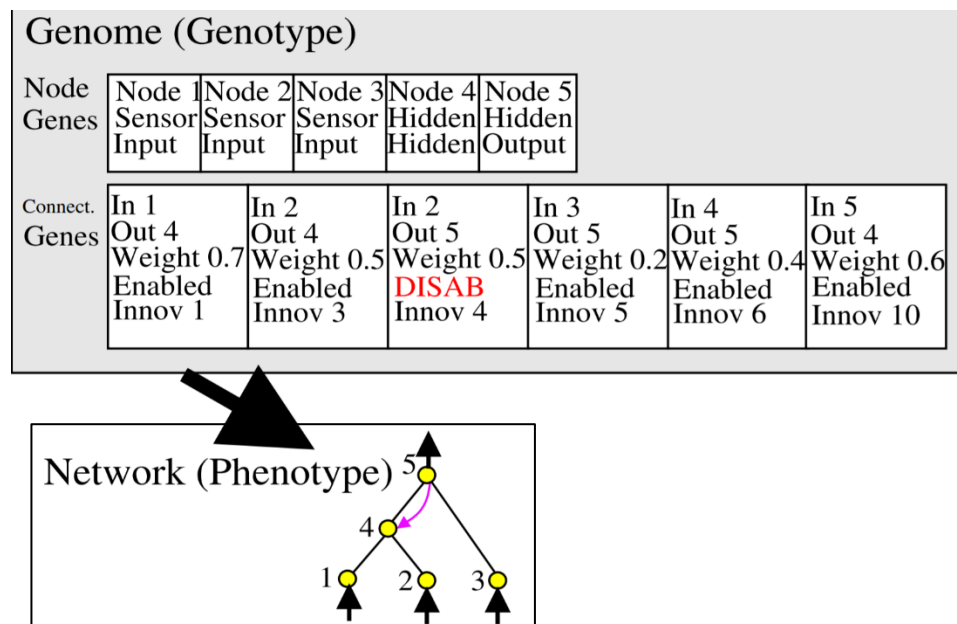 Genome (Genotype)
Node Genes
Node 1 Sensor Input
Node 2 Sensor Input
Node 3 Sensor Input
Node 4 Hidden Hidden
Node 5 Hidden Output
Connect. Genes
In 1
Out 4
Weight 0.7
Enabled
Innov 1
In 2
Out 4
Weight 0.5
Enabled
Innov 3
In 2
Out 5
Weight 0.5
DISAB
Innov 4
In 3
Out 5
Weight 0.2
Enabled
Innov 5
In 4
Out 5
Weight 0.4
Enabled
Innov 6
In 5
Out 4
Weight 0.6
Enabled
Innov 10
Network (Phenotype)
5
4
1 2 3